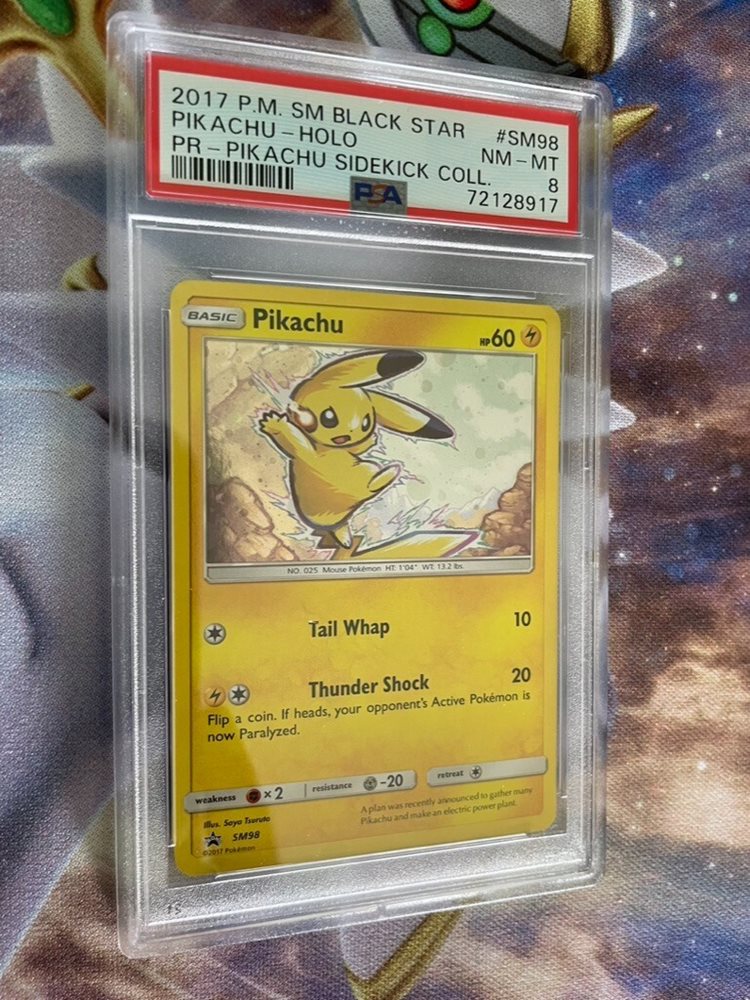 2017 P.M. SM BLACK STAR #SM98
PIKACHU-HOLO NM-MT
PR-PIKACHU SIDEKICK COLL. 8
PSA 72128917
BASIC Pikachu HP60
NO. 025 Mouse Pokémon HT: 1'04" WT: 13.2 lbs.
Tail Whap 10
Thunder Shock 20
Flip a coin. If heads, your opponent's Active Pokémon is
now Paralyzed.
weakness ×2 resistance -20 retreat
A plan was recently announced to gather many
Pikachu and make an electric power plant.
Illus. Saya Tsuruta
SM98
©2017 Pokémon